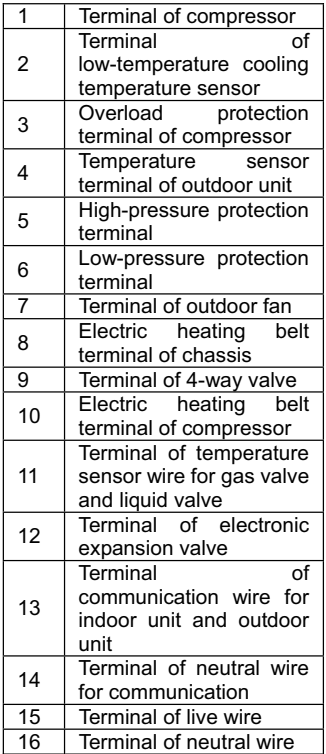 1 Terminal of compressor
Terminal of
2 low-temperature cooling
temperature sensor
3 Overload protection
terminal of compressor
4 Temperature sensor
terminal of outdoor unit
5 High-pressure protection
terminal
6 Low-pressure protection
terminal
7 Terminal of outdoor fan
8 Electric heating belt
terminal of chassis
9 Terminal of 4-way valve
10 Electric heating belt
terminal of compressor
Terminal of temperature
11 sensor wire for gas valve
and liquid valve
12 Terminal of electronic
expansion valve
Terminal of
13 communication wire for
indoor unit and outdoor
unit
14 Terminal of neutral wire
for communication
15 Terminal of live wire
16 Terminal of neutral wire